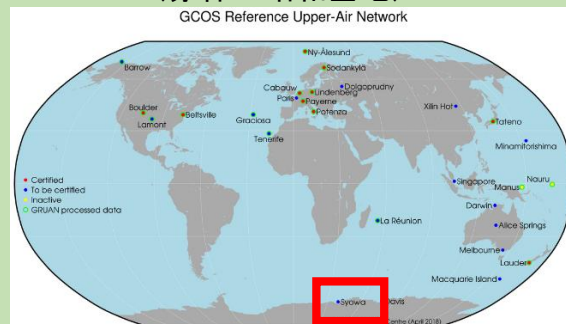 GCOS Reference Upper-Air Network
Ny-Ålesund
Barrow
Sodankylä
Cabauw
Lindenberg
Dolgoprudny
Paris
Payerne
Potenza
Xilin Hot
Boulder
Lamont
Beltsville
Graciosa
Tenerife
Tateno
Minamitorishima
Certified
To be certified
Inactive
GRUAN processed data
Singapore
Manus
Nauru
Darwin
La Réunion
Alice Springs
Melbourne
Lauder
Macquarie Island
Syowa
Davis
Centre (April 2018)